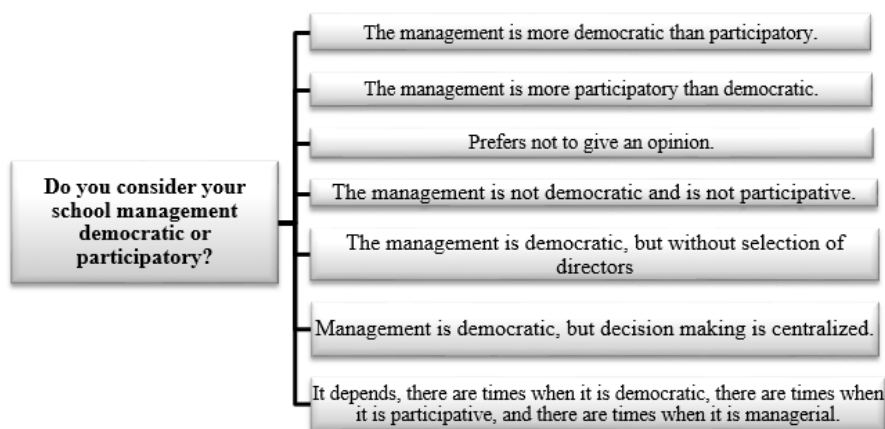 Do you consider your
school management
democratic or
participatory?
The management is more democratic than participatory.
The management is more participatory than democratic.
Prefers not to give an opinion.
The management is not democratic and is not participative.
The management is democratic, but without selection of
directors
Management is democratic, but decision making is centralized.
It depends, there are times when it is democratic, there are times when
it is participative, and there are times when it is managerial.